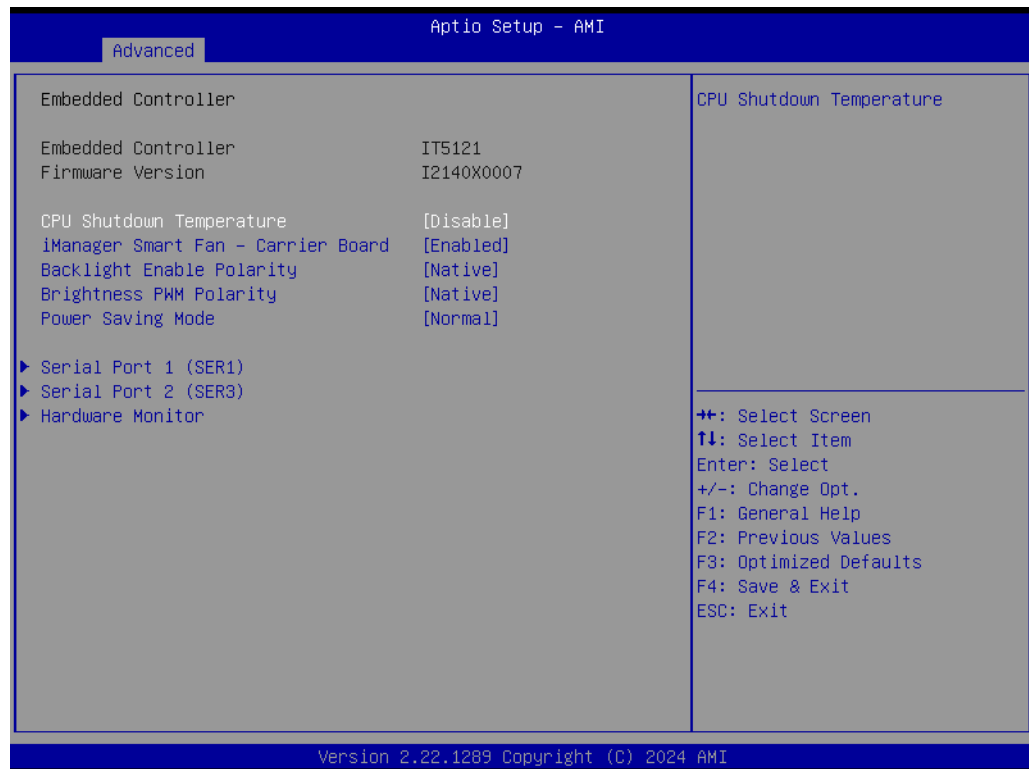 Aptio Setup – AMI
Advanced
Embedded Controller
Embedded Controller IT5121
Firmware Version I2140X0007
CPU Shutdown Temperature [Disable]
iManager Smart Fan – Carrier Board [Enabled]
Backlight Enable Polarity [Native]
Brightness PWM Polarity [Native]
Power Saving Mode [Normal]
▶ Serial Port 1 (SER1)
▶ Serial Port 2 (SER3)
▶ Hardware Monitor
CPU Shutdown Temperature
→←: Select Screen
↑↓: Select Item
Enter: Select
+/-: Change Opt.
F1: General Help
F2: Previous Values
F3: Optimized Defaults
F4: Save & Exit
ESC: Exit
Version 2.22.1289 Copyright (C) 2024 AMI